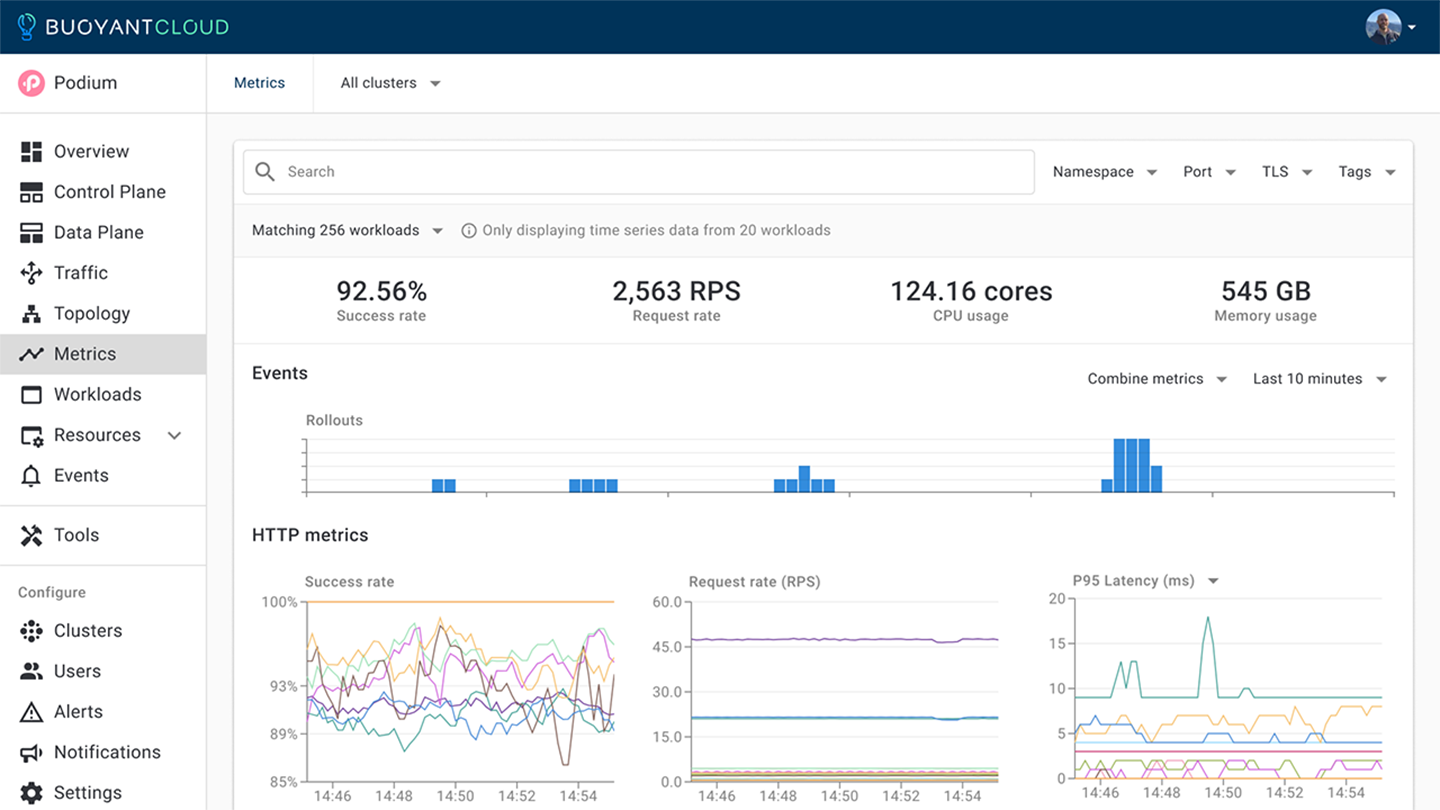 BUOYANTCLOUD
Podium
Metrics
All clusters
Overview
Control Plane
Data Plane
Traffic
Topology
Metrics
Workloads
Resources
Events
Tools
Configure
Clusters
Users
Alerts
Notifications
Settings
Search
Namespace
Port
TLS
Tags
Matching 256 workloads
Only displaying time series data from 20 workloads
92.56%
Success rate
2,563 RPS
Request rate
124.16 cores
CPU usage
545 GB
Memory usage
Events
Combine metrics
Last 10 minutes
Rollouts
HTTP metrics
Success rate
100%
93%
89%
85%
14:46 14:48 14:50 14:52 14:54
Request rate (RPS)
60.0
45.0
30.0
15.0
0.0
14:46 14:48 14:50 14:52 14:54
P95 Latency (ms)
20
15
10
5
0
14:46 14:48 14:50 14:52 14:54